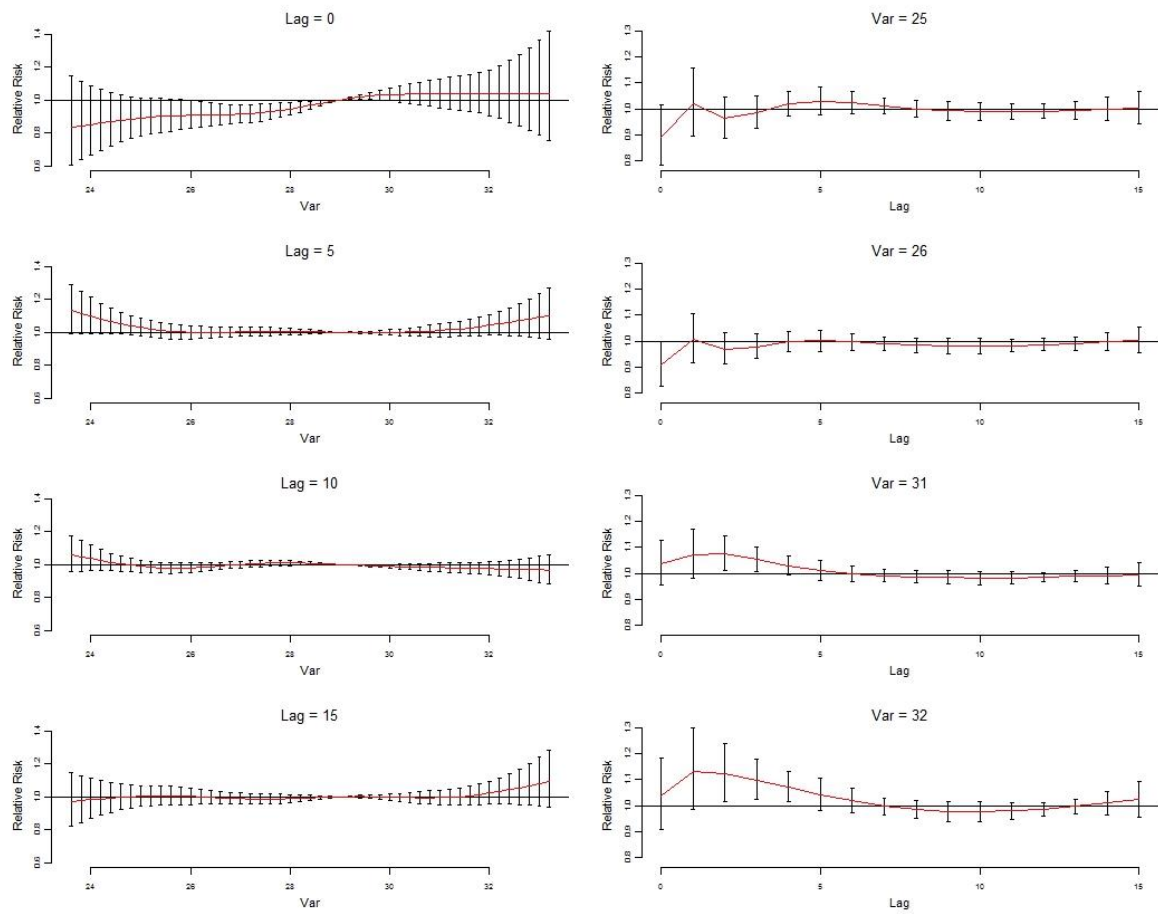 Lag = 0
Relative Risk
0.6 0.8 1.0 1.2 1.4
24 26 28 30 32
Var
Var = 25
Relative Risk
0.8 0.9 1.0 1.1 1.2 1.3
0 5 10 15
Lag
Lag = 5
Relative Risk
0.6 0.8 1.0 1.2 1.4
24 26 28 30 32
Var
Var = 26
Relative Risk
0.8 0.9 1.0 1.1 1.2 1.3
0 5 10 15
Lag
Lag = 10
Relative Risk
0.6 0.8 1.0 1.2 1.4
24 26 28 30 32
Var
Var = 31
Relative Risk
0.8 0.9 1.0 1.1 1.2 1.3
0 5 10 15
Lag
Lag = 15
Relative Risk
0.6 0.8 1.0 1.2 1.4
24 26 28 30 32
Var
Var = 32
Relative Risk
0.8 0.9 1.0 1.1 1.2 1.3
0 5 10 15
Lag